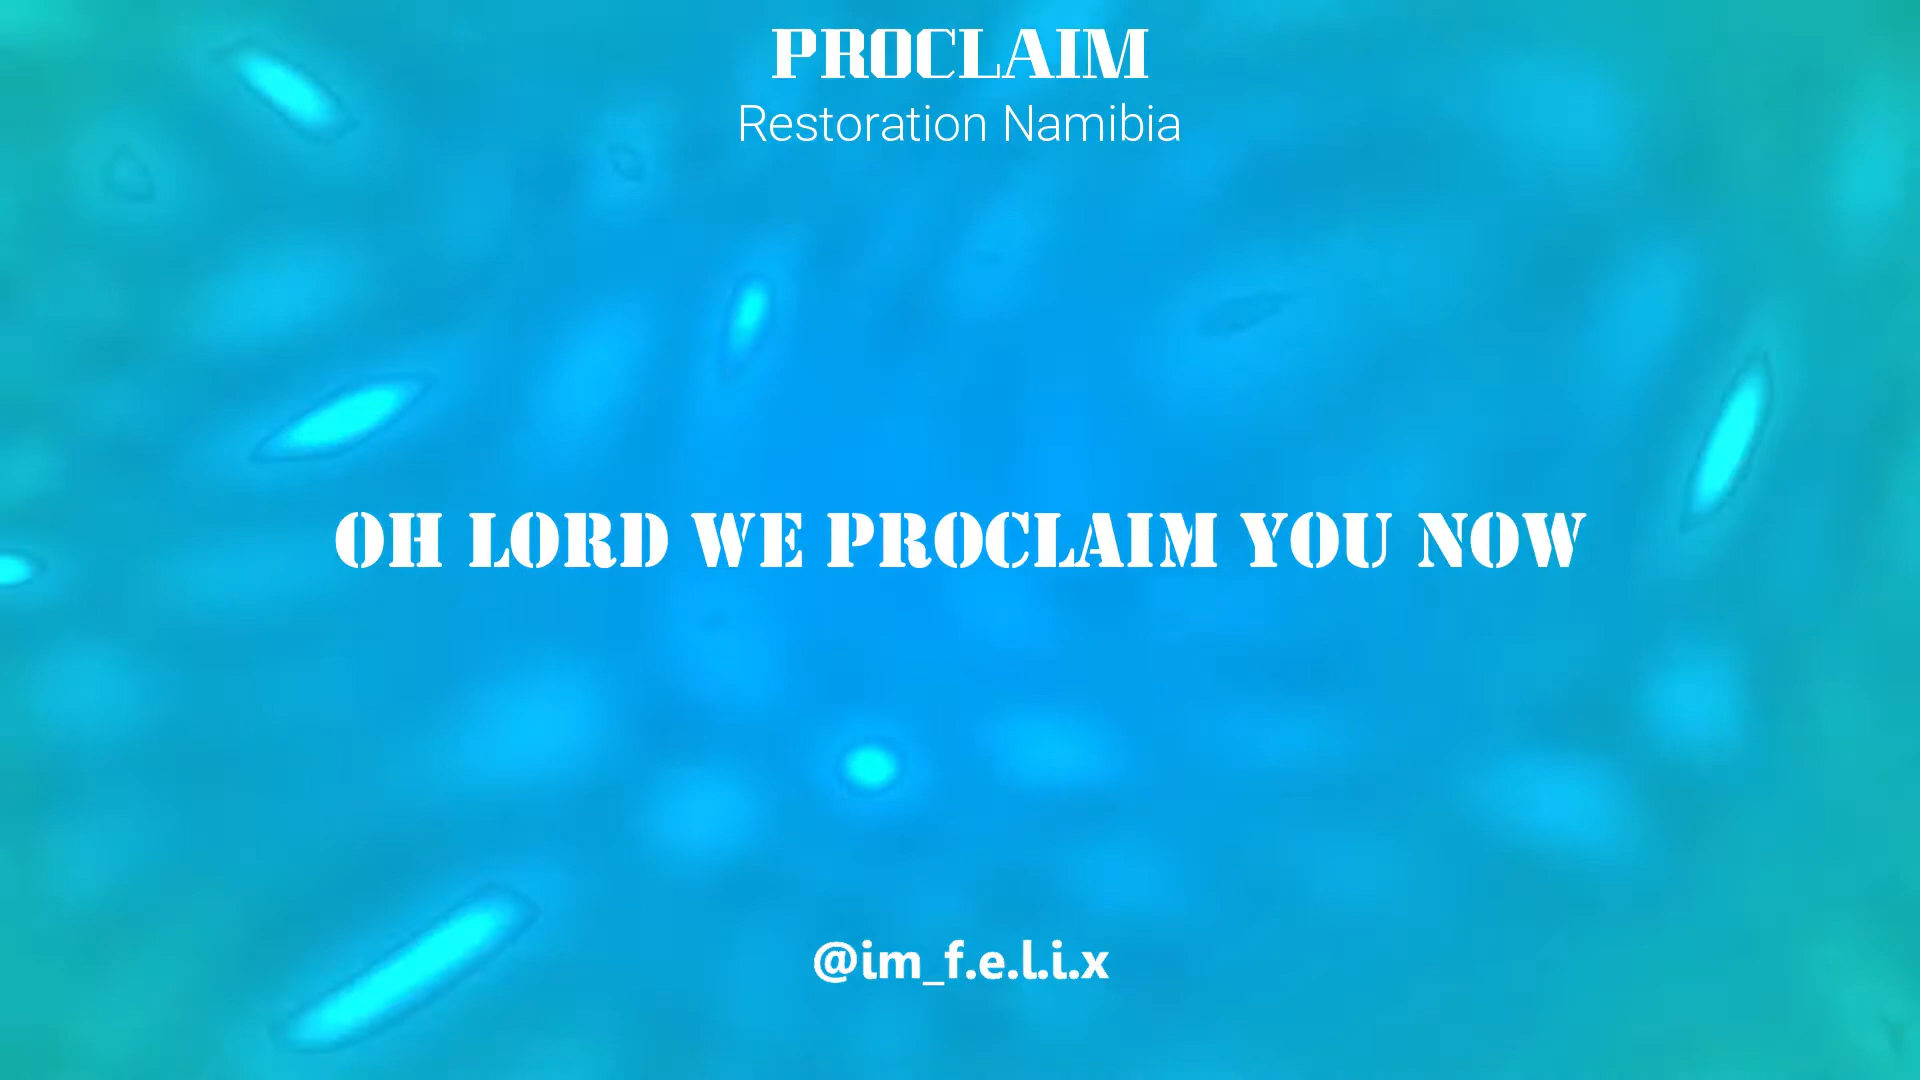 PROCLAIM
Restoration Namibia
OH LORD WE PROCLAIM YOU NOW
@im_f.e.l.i.x